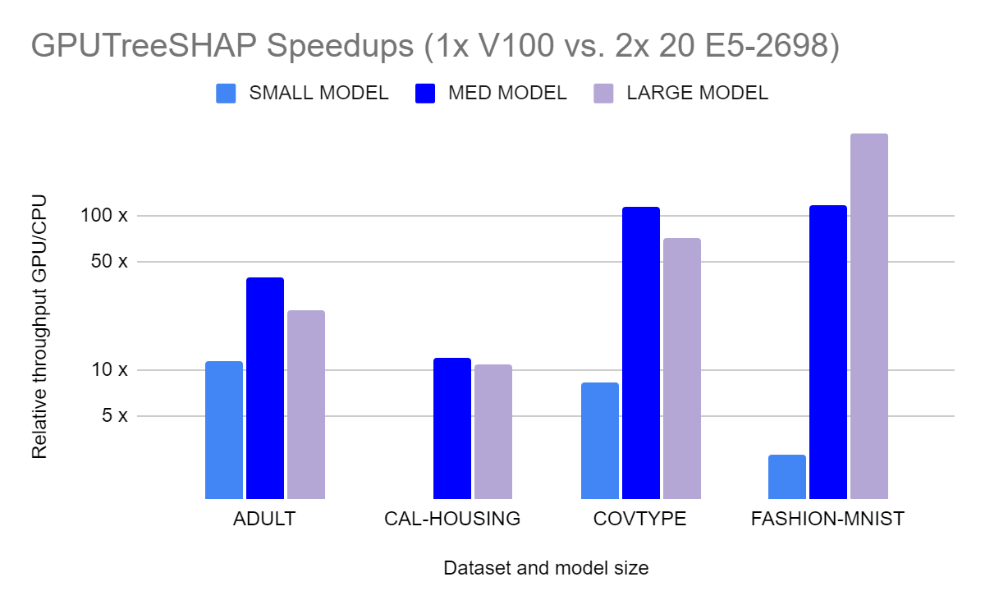 GPUTreeSHAP Speedups (1x V100 vs. 2x 20 E5-2698)
SMALL MODEL
MED MODEL
LARGE MODEL
Relative throughput GPU/CPU
100 x
50 x
10 x
5 x
ADULT
CAL-HOUSING
COVTYPE
FASHION-MNIST
Dataset and model size